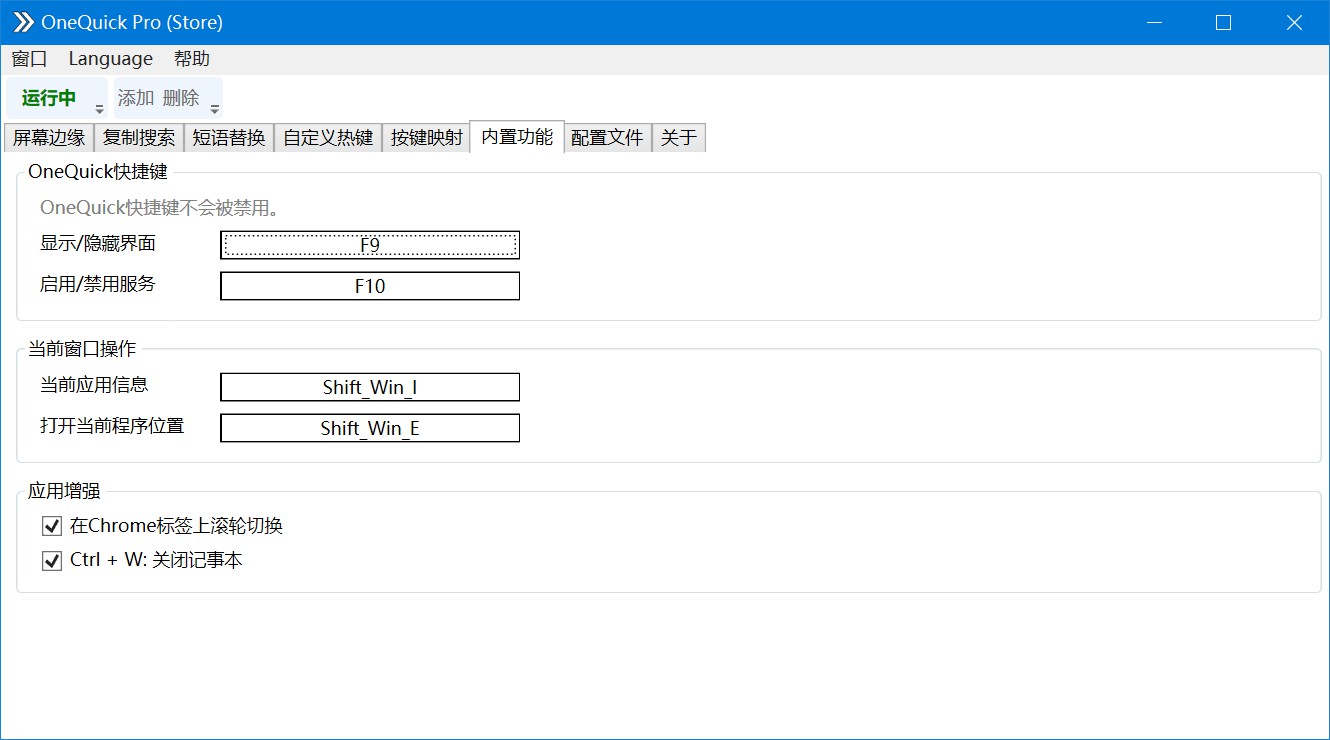 OneQuick Pro (Store)
窗口 Language 帮助
运行中 添加 删除
屏幕边缘 复制搜索 短语替换 自定义热键 按键映射 内置功能 配置文件 关于
OneQuick快捷键
OneQuick快捷键不会被禁用。
显示/隐藏界面 F9
启用/禁用服务 F10
当前窗口操作
当前应用信息 Shift_Win_I
打开当前程序位置 Shift_Win_E
应用增强
在Chrome标签上滚轮切换
Ctrl + W: 关闭记事本